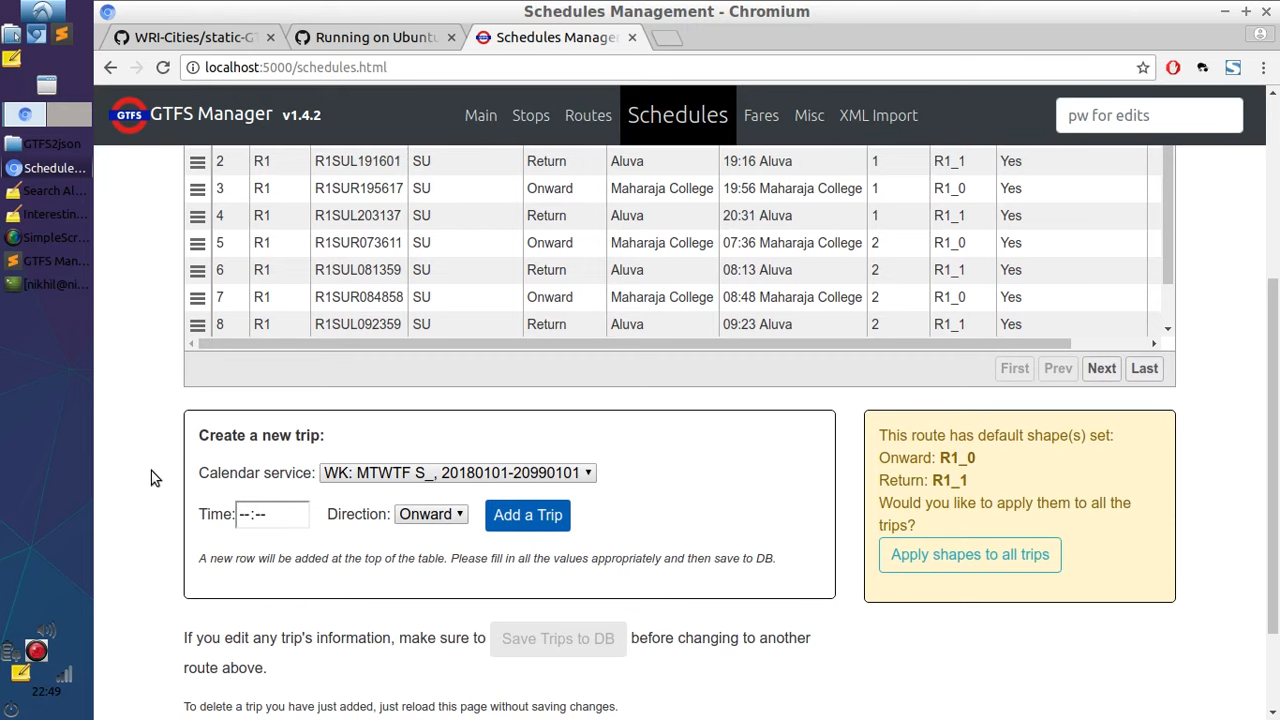 Schedules Management - Chromium
WRI-Cities/static-G
Running on Ubuntu
Schedules Manage
localhost:5000/schedules.html
GTFS
GTFS Manager v1.4.2
Main Stops Routes Schedules Fares Misc XML Import
pw for edits
2 R1 R1SUL191601 SU Return Aluva 19:16 Aluva 1 R1_1 Yes
3 R1 R1SUR195617 SU Onward Maharaja College 19:56 Maharaja College 1 R1_0 Yes
4 R1 R1SUL203137 SU Return Aluva 20:31 Aluva 1 R1_1 Yes
5 R1 R1SUR073611 SU Onward Maharaja College 07:36 Maharaja College 2 R1_0 Yes
6 R1 R1SUL081359 SU Return Aluva 08:13 Aluva 2 R1_1 Yes
7 R1 R1SUR084858 SU Onward Maharaja College 08:48 Maharaja College 2 R1_0 Yes
8 R1 R1SUL092359 SU Return Aluva 09:23 Aluva 2 R1_1 Yes
First Prev Next Last
Create a new trip:
Calendar service: WK: MTWTF S_, 20180101-20990101
Time: --:-- Direction: Onward Add a Trip
A new row will be added at the top of the table. Please fill in all the values appropriately and then save to DB.
This route has default shape(s) set:
Onward: R1_0
Return: R1_1
Would you like to apply them to all the
trips?
Apply shapes to all trips
If you edit any trip's information, make sure to Save Trips to DB before changing to another
route above.
To delete a trip you have just added, just reload this page without saving changes.
GTFS2json
Schedule...
Search Al...
Interestin...
SimpleScr...
GTFS Man...
[nikhil@ni...
22:49